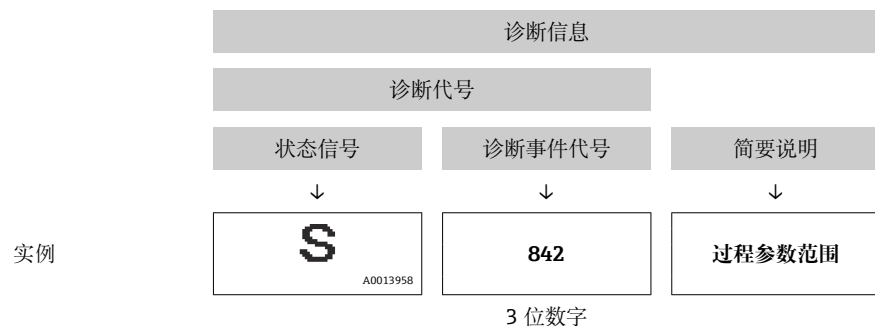 诊断信息
诊断代号
状态信号 诊断事件代号 简要说明
↓ ↓ ↓
实例 S 842 过程参数范围
A0013958
3 位数字